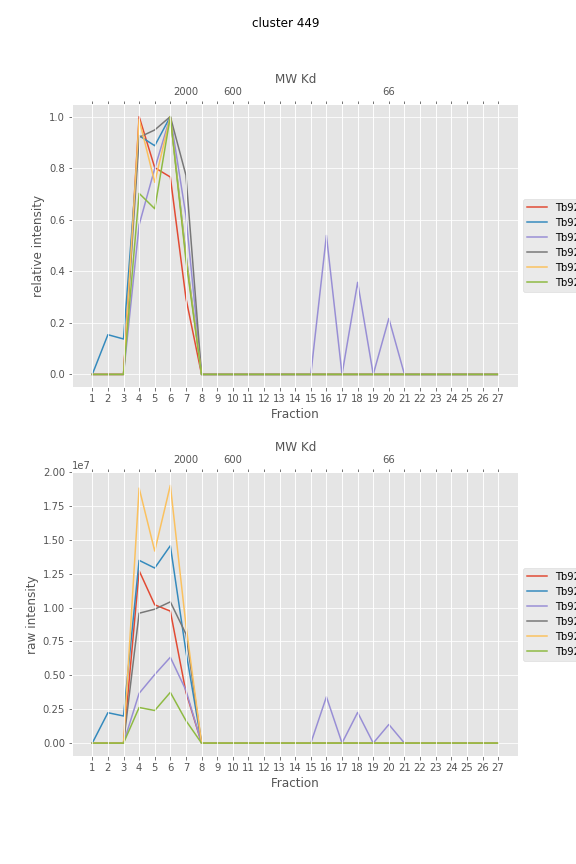 cluster 449
MW Kd
2000 600 66
1.0
0.8
0.6
0.4
0.2
0.0
relative intensity
Tb92
Tb92
Tb92
Tb92
Tb92
Tb92
1 2 3 4 5 6 7 8 9 10 11 12 13 14 15 16 17 18 19 20 21 22 23 24 25 26 27
Fraction
MW Kd
1e7
2000 600 66
2.00
1.75
1.50
1.25
1.00
0.75
0.50
0.25
0.00
raw intensity
Tb92
Tb92
Tb92
Tb92
Tb92
Tb92
1 2 3 4 5 6 7 8 9 10 11 12 13 14 15 16 17 18 19 20 21 22 23 24 25 26 27
Fraction